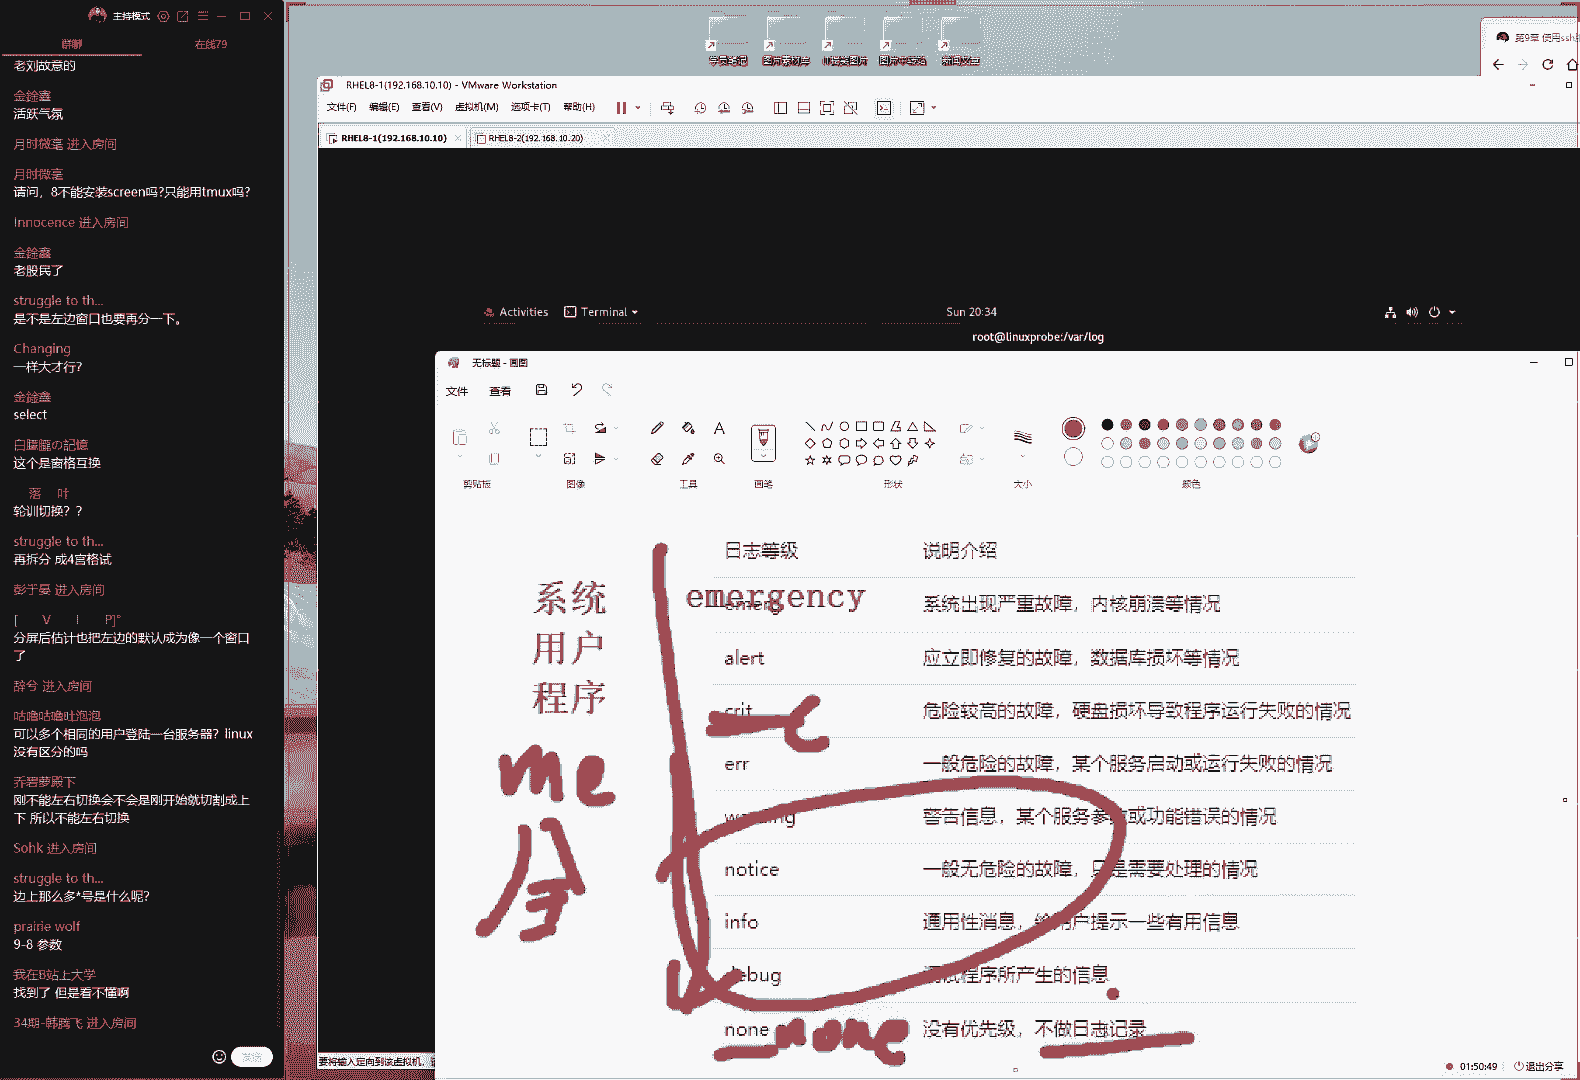 主持模式
群聊
在线79
老刘故意的
金銓鑫
活跃气氛
月时微毫 进入房间
月时微毫
请问，8不能安装screen吗?只能用tmux吗?
Innocence 进入房间
金銓鑫
老股民了
struggle to th...
是不是左边窗口也要再分一下。
Changing
一样大才行?
金銓鑫
select
白朦朧の記憶
这个是窗格互换
落 叶
轮训切换？？
struggle to th...
再拆分 成4宫格试
彭于晏 进入房间
[ V I P]°
分屏后估计也把左边的默认成为像一个窗口
了
辞兮 进入房间
咕噜咕噜吐泡泡
可以多个相同的用户登陆一台服务器？linux
没有区分的吗
乔碧萝殿下
刚不能左右切换会不会是刚开始就切割成上
下 所以不能左右切换
Sohk 进入房间
struggle to th...
边上那么多*号是什么呢?
prairie wolf
9-8 参数
我在B站上大学
找到了 但是看不懂啊
34期-韩腾飞 进入房间
发送
学员笔记
图片素材库
第9章 使用ssh
RHEL8-1(192.168.10.10) - VMware Workstation
文件(F) 编辑(E) 查看(V) 虚拟机(M) 选项卡(T) 帮助(H)
RHEL8-1(192.168.10.10)
RHEL8-2(192.168.10.20)
Activities
Terminal
Sun 20:34
root@linuxprobe:/var/log
无标题 - 画图
文件 查看
剪贴板
图像
工具
画笔
形状
大小
颜色
系统
用户
程序
me
日志等级 说明介绍
emergency
系统出现严重故障，内核崩溃等情况
alert 应立即修复的故障，数据库损坏等情况
crit 危险较高的故障，硬盘损坏导致程序运行失败的情况
err 一般危险的故障，某个服务启动或运行失败的情况
warning 警告信息，某个服务参数或功能错误的情况
notice 一般无危险的故障，只是需要处理的情况
info 通用性消息，给用户提示一些有用信息
debug 调试程序所产生的信息
none none 没有优先级，不做日志记录
要将输入定向到该虚拟机，
01:50:49
退出分享